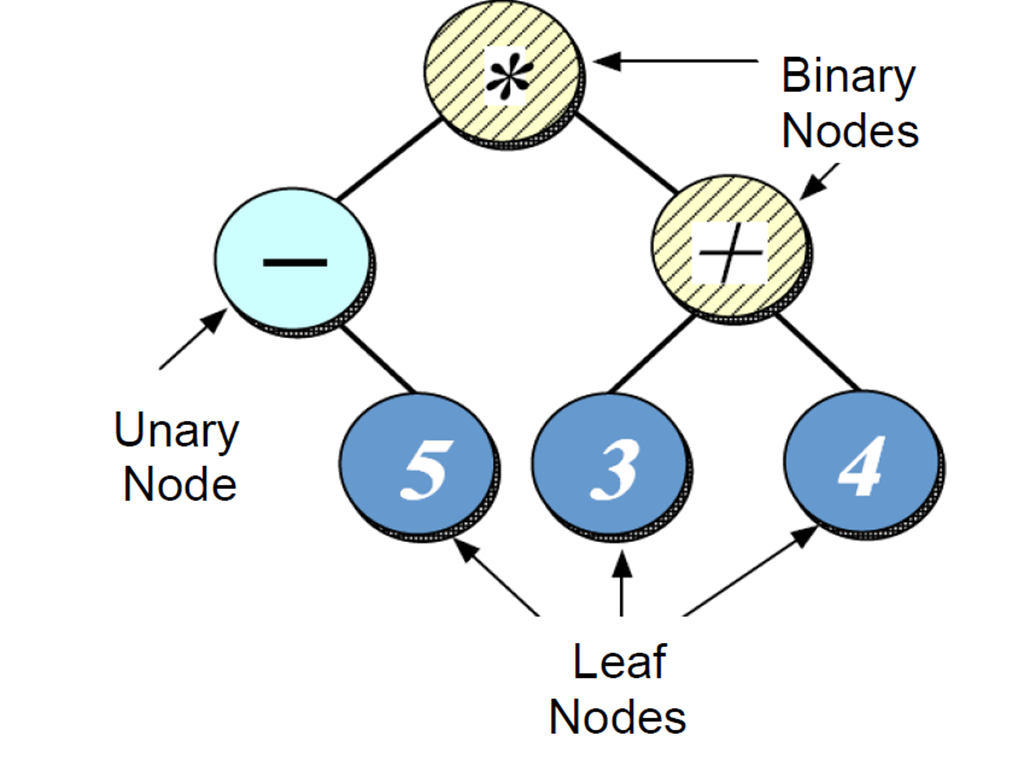 *
Binary
Nodes
—
+
Unary
Node
5
3
4
Leaf
Nodes